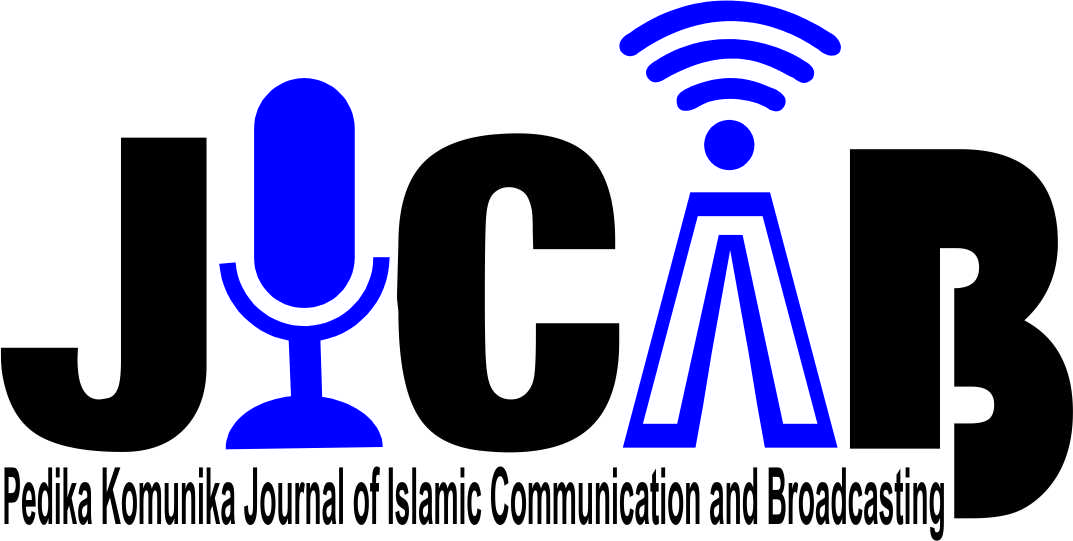 JICAB
Pedika Komunika Journal of Islamic Communication and Broadcasting